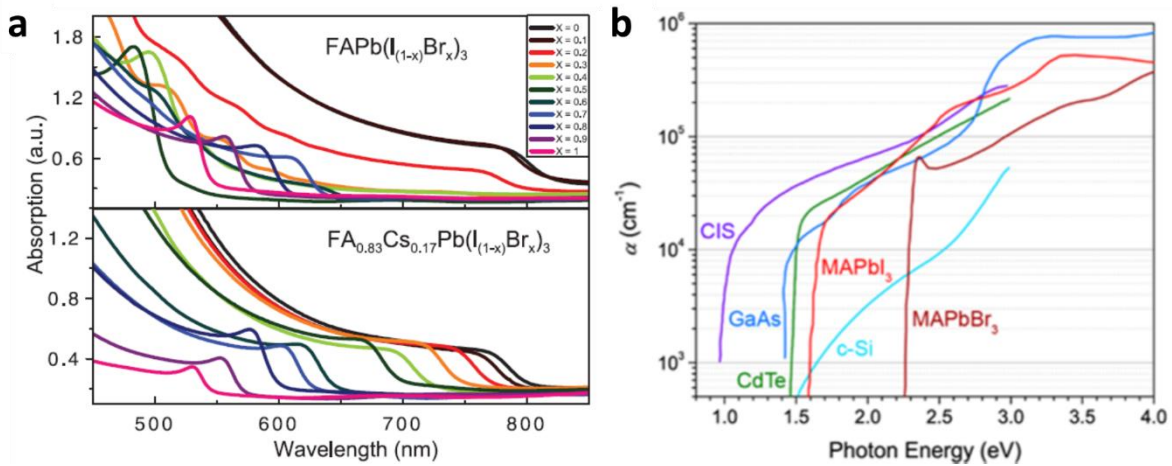 a
FAPb(I(1-x)Brx)3
X = 0
X = 0.1
X = 0.2
X = 0.3
X = 0.4
X = 0.5
X = 0.6
X = 0.7
X = 0.8
X = 0.9
X = 1
1.8
1.2
0.6
FA0.83Cs0.17Pb(I(1-x)Brx)3
1.2
0.8
0.4
Absorption (a.u.)
500 600 700 800
Wavelength (nm)
b
10^6
10^5
10^4
10^3
α (cm^-1)
CIS
GaAs
CdTe
MAPbI3
c-Si
MAPbBr3
1.0 1.5 2.0 2.5 3.0 3.5 4.0
Photon Energy (eV)